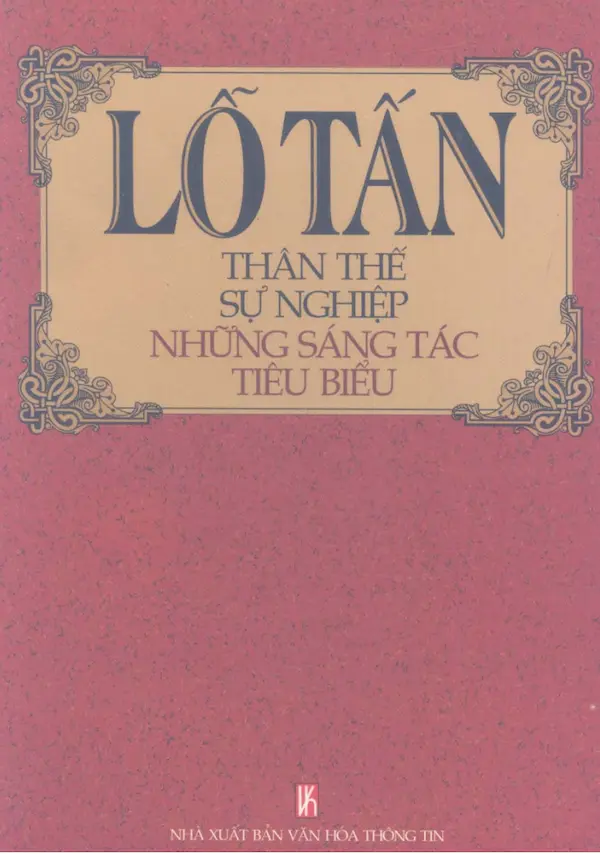 LỖ TẤN
THÂN THẾ
SỰ NGHIỆP
NHỮNG SÁNG TÁC
TIÊU BIỂU
NHÀ XUẤT BẢN VĂN HÓA THÔNG TIN